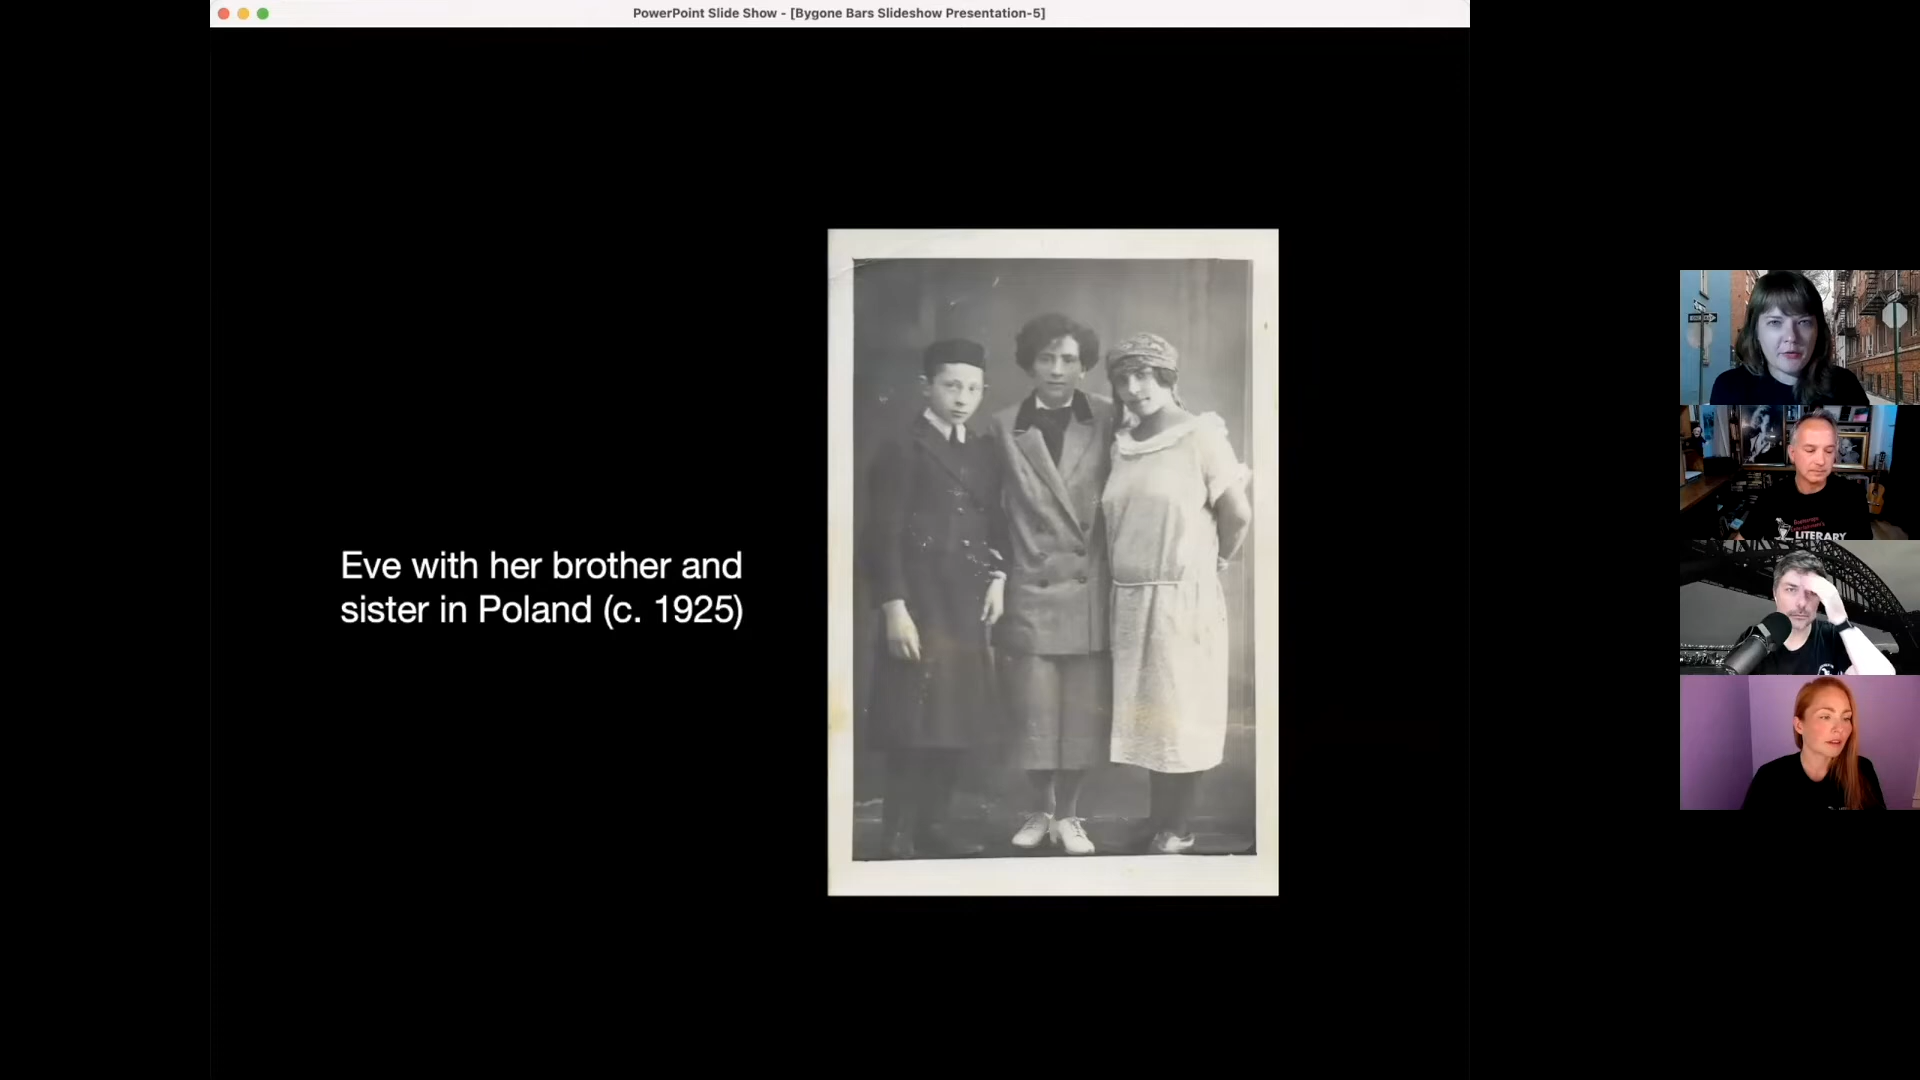 PowerPoint Slide Show - [Bygone Bars Slideshow Presentation-5]
Eve with her brother and
sister in Poland (c. 1925)
LITERARY